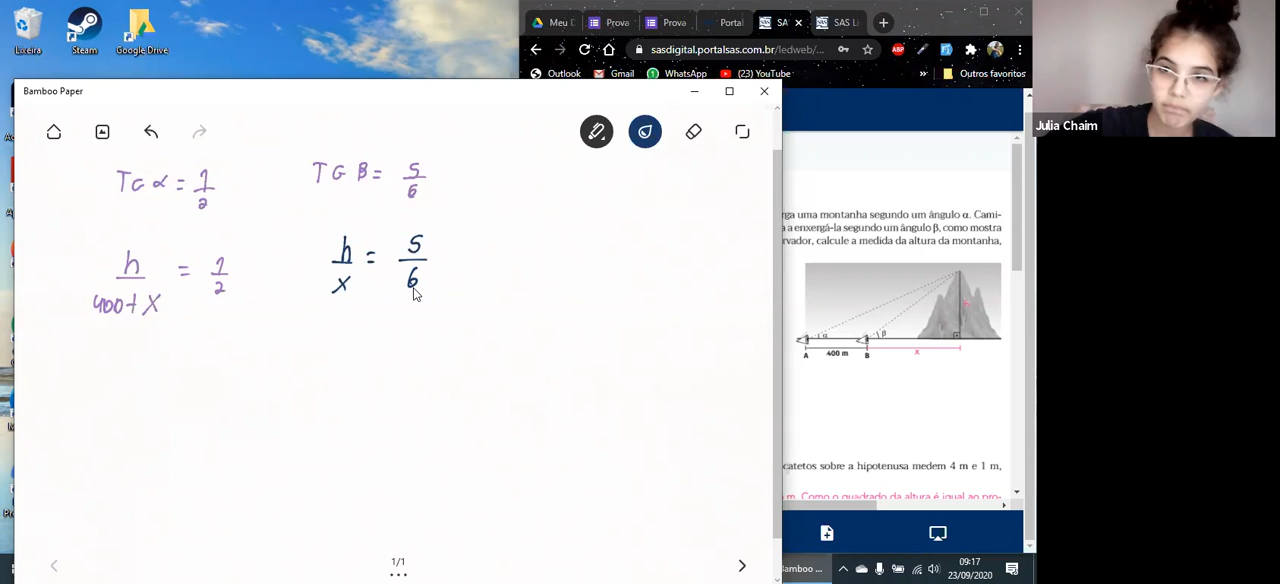 Lixeira
Steam
Google Drive
Meu D
Prova
Prova
Portal
SA
SAS Li
sasdigital.portalsas.com.br/ledweb/...
ABP
Outlook
Gmail
WhatsApp
(23) YouTube
»
Outros favoritos
Julia Chaim
Bamboo Paper
TG α = 1/2
TG β = 5/6
h/400+X = 1/2
h/x = 5/6
1/1
rga uma montanha segundo um ângulo α. Cami-
a a enxergá-la segundo um ângulo β, como mostra
rvador, calcule a medida da altura da montanha,
α
β
h
A
400 m
B
x
catetos sobre a hipotenusa medem 4 m e 1 m,
m. Como o quadrado da altura é igual ao pro-
Bamboo ...
09:17
23/09/2020